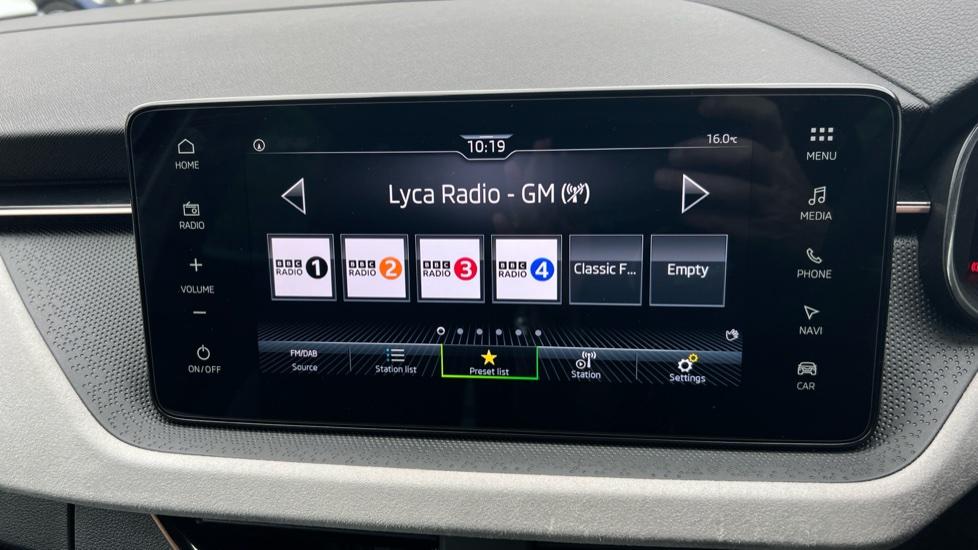 10:19
16.0°C
HOME
MENU
Lyca Radio - GM
RADIO
MEDIA
BBC RADIO 1
BBC RADIO 2
BBC RADIO 3
BBC RADIO 4
Classic F...
Empty
+
VOLUME
−
PHONE
NAVI
ON/OFF
CAR
FM/DAB
Source
Station list
Preset list
Station
Settings